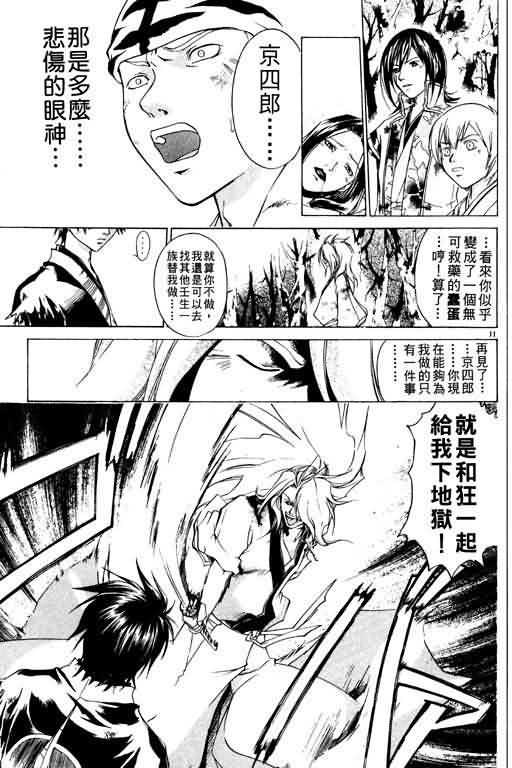 京四郎
……
那是多麼……
悲傷的眼神…
…看來你似乎
變成了一個無
可救藥的蠢蛋
…哼！算了…
就算你不做，
我還是可以去
找其他壬生一
族替我做……
……
11
再見了…
…京四郎
……你現
在能夠為
我做的只
有一件事
就是和狂一起
給我下地獄！